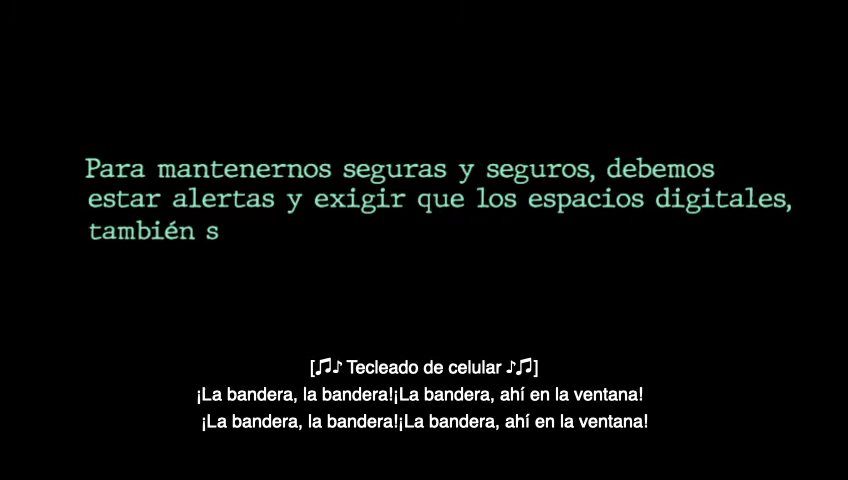 Para mantenernos seguras y seguros, debemos
estar alertas y exigir que los espacios digitales,
también s
[🎵♪ Tecleado de celular ♪🎵]
¡La bandera, la bandera!¡La bandera, ahí en la ventana!
¡La bandera, la bandera!¡La bandera, ahí en la ventana!